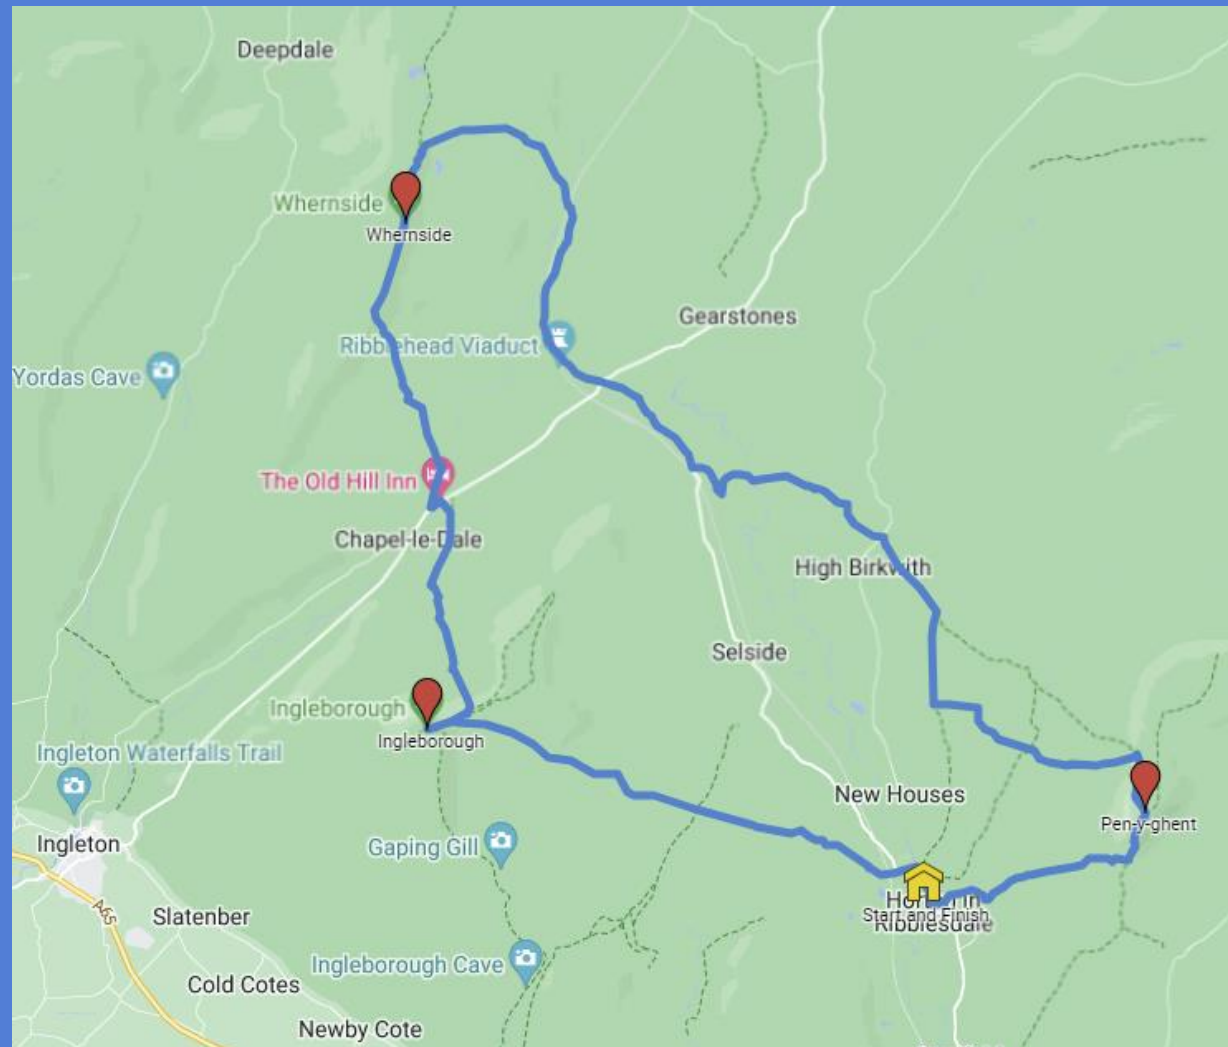 Deepdale
Whernside
Whernside
Gearstones
Ribblehead Viaduct
Yordas Cave
The Old Hill Inn
Chapel-le-Dale
High Birkwith
Selside
Ingleborough
Ingleborough
Ingleton Waterfalls Trail
New Houses
Pen-y-ghent
Ingleton
Gaping Gill
Start and Finish
Ribblesdale
A65
Slatenber
Ingleborough Cave
Cold Cotes
Newby Cote